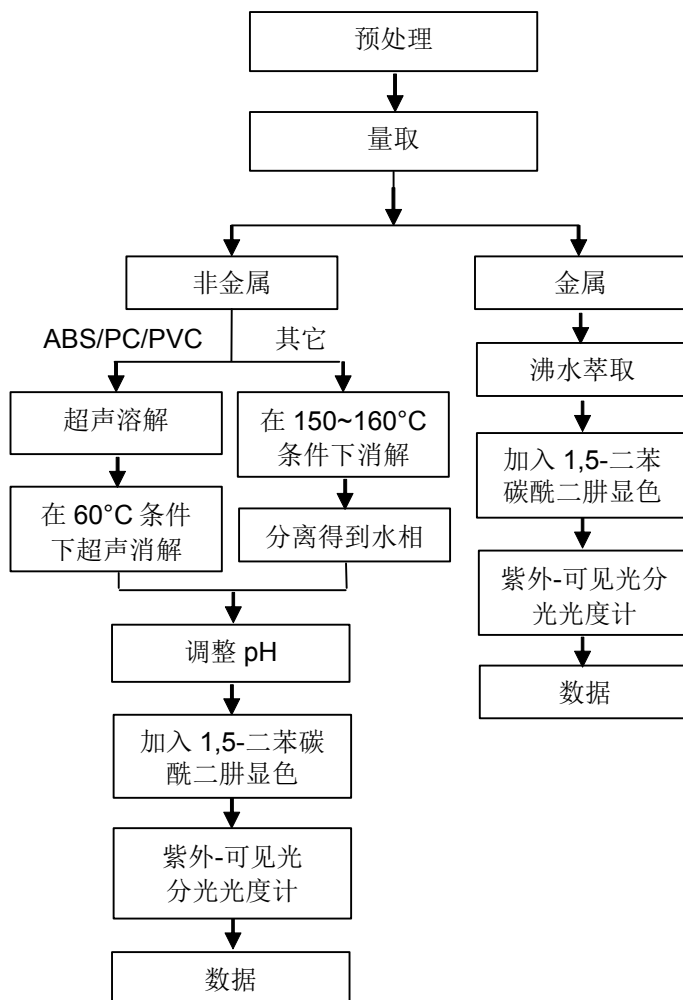 预处理
量取
非金属
金属
ABS/PC/PVC
其它
沸水萃取
超声溶解
在 150~160°C
条件下消解
加入 1,5-二苯
碳酰二肼显色
在 60°C 条件
下超声消解
分离得到水相
紫外-可见光分
光光度计
调整 pH
数据
加入 1,5-二苯碳
酰二肼显色
紫外-可见光
分光光度计
数据